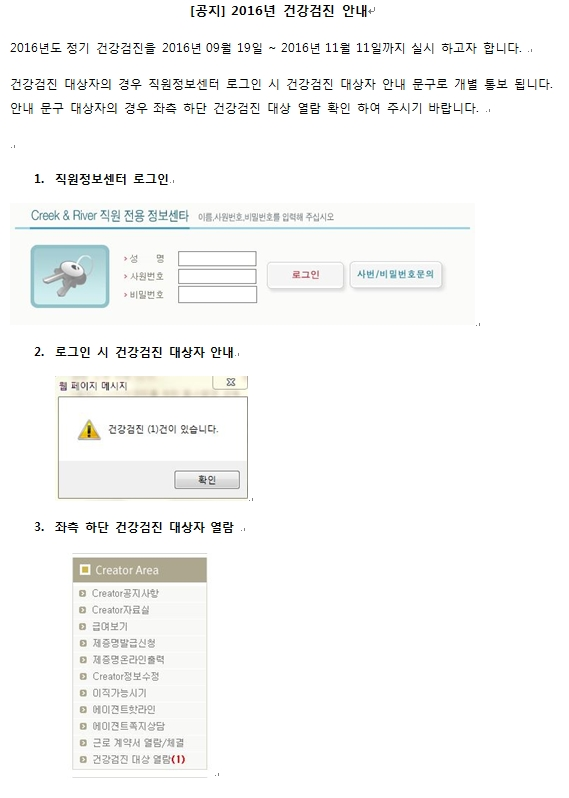 [공지] 2016년 건강검진 안내
2016년도 정기 건강검진을 2016년 09월 19일 ~ 2016년 11월 11일까지 실시 하고자 합니다.
건강검진 대상자의 경우 직원정보센터 로그인 시 건강검진 대상자 안내 문구로 개별 통보 됩니다.
안내 문구 대상자의 경우 좌측 하단 건강검진 대상 열람 확인 하여 주시기 바랍니다.
1. 직원정보센터 로그인
Creek & River 직원 전용 정보센타 이름,사원번호,비밀번호를 입력해 주십시오
성 명
사원번호
비밀번호
로그인
사번/비밀번호문의
2. 로그인 시 건강검진 대상자 안내
웹 페이지 메시지
건강검진 (1)건이 있습니다.
확인
3. 좌측 하단 건강검진 대상자 열람
Creator Area
Creator공지사항
Creator자료실
급여보기
제증명발급신청
제증명온라인출력
Creator정보수정
이직가능시기
에이젼트핫라인
에이젼트쪽지상담
근로 계약서 열람/체결
건강검진 대상 열람(1)